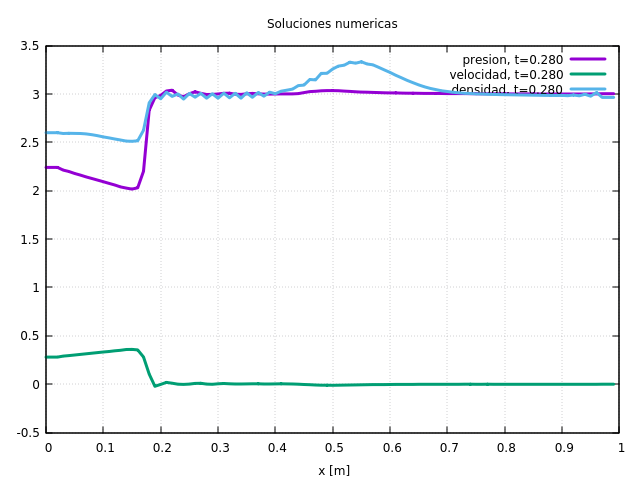 Soluciones numericas
3.5
3
2.5
2
1.5
1
0.5
0
-0.5
presion, t=0.280
velocidad, t=0.280
densidad, t=0.280
0 0.1 0.2 0.3 0.4 0.5 0.6 0.7 0.8 0.9 1
x [m]